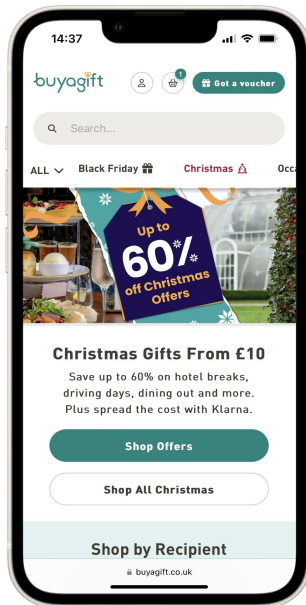 14:37
buyagift
1
Got a voucher
Search...
ALL
Black Friday
Christmas
Occa
Up to
60%
off Christmas
Offers
Christmas Gifts From £10
Save up to 60% on hotel breaks,
driving days, dining out and more.
Plus spread the cost with Klarna.
Shop Offers
Shop All Christmas
Shop by Recipient
buyagift.co.uk